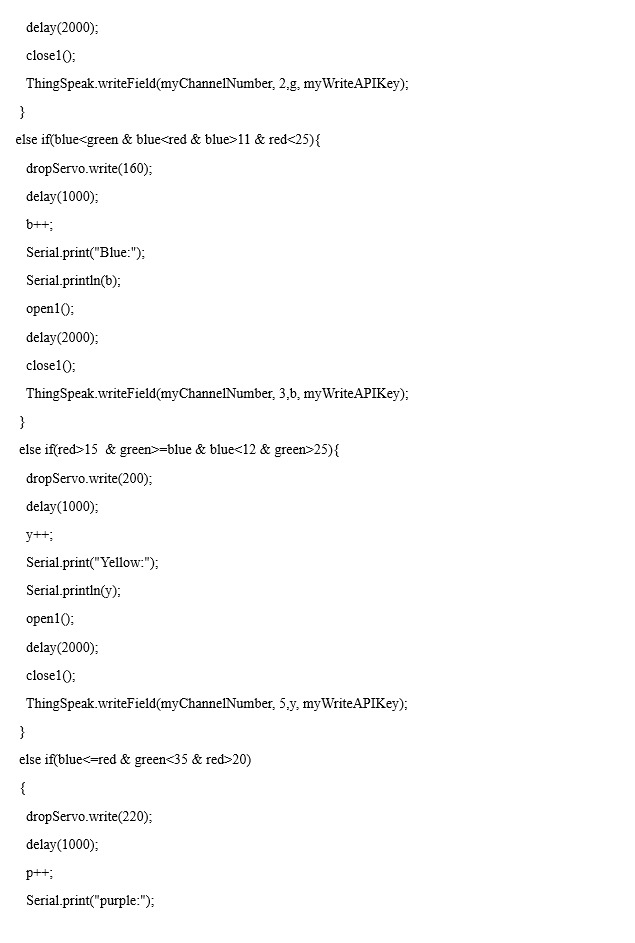 delay(2000);
close1();
ThingSpeak.writeField(myChannelNumber, 2,g, myWriteAPIKey);
}
else if(blue<green & blue<red & blue>11 & red<25){
dropServo.write(160);
delay(1000);
b++;
Serial.print("Blue:");
Serial.println(b);
open1();
delay(2000);
close1();
ThingSpeak.writeField(myChannelNumber, 3,b, myWriteAPIKey);
}
else if(red>15  & green>=blue & blue<12 & green>25){
dropServo.write(200);
delay(1000);
y++;
Serial.print("Yellow:");
Serial.println(y);
open1();
delay(2000);
close1();
ThingSpeak.writeField(myChannelNumber, 5,y, myWriteAPIKey);
}
else if(blue<=red & green<35 & red>20)
{
dropServo.write(220);
delay(1000);
p++;
Serial.print("purple:");